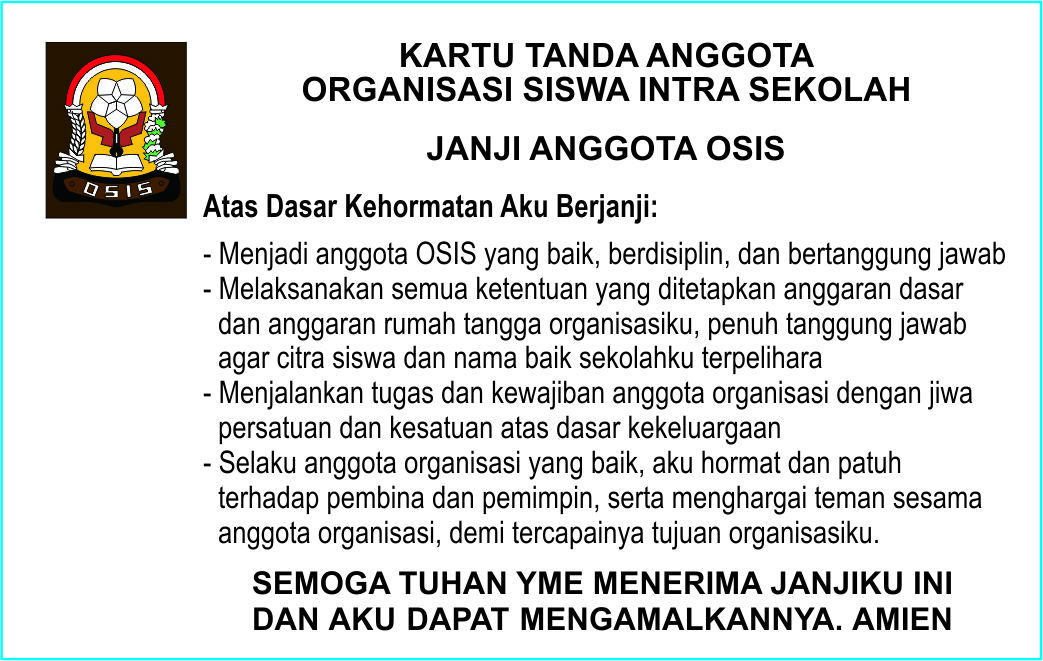 KARTU TANDA ANGGOTA
ORGANISASI SISWA INTRA SEKOLAH
JANJI ANGGOTA OSIS
OSIS
Atas Dasar Kehormatan Aku Berjanji:
- Menjadi anggota OSIS yang baik, berdisiplin, dan bertanggung jawab
- Melaksanakan semua ketentuan yang ditetapkan anggaran dasar
dan anggaran rumah tangga organisasiku, penuh tanggung jawab
agar citra siswa dan nama baik sekolahku terpelihara
- Menjalankan tugas dan kewajiban anggota organisasi dengan jiwa
persatuan dan kesatuan atas dasar kekeluargaan
- Selaku anggota organisasi yang baik, aku hormat dan patuh
terhadap pembina dan pemimpin, serta menghargai teman sesama
anggota organisasi, demi tercapainya tujuan organisasiku.
SEMOGA TUHAN YME MENERIMA JANJIKU INI
DAN AKU DAPAT MENGAMALKANNYA. AMIEN